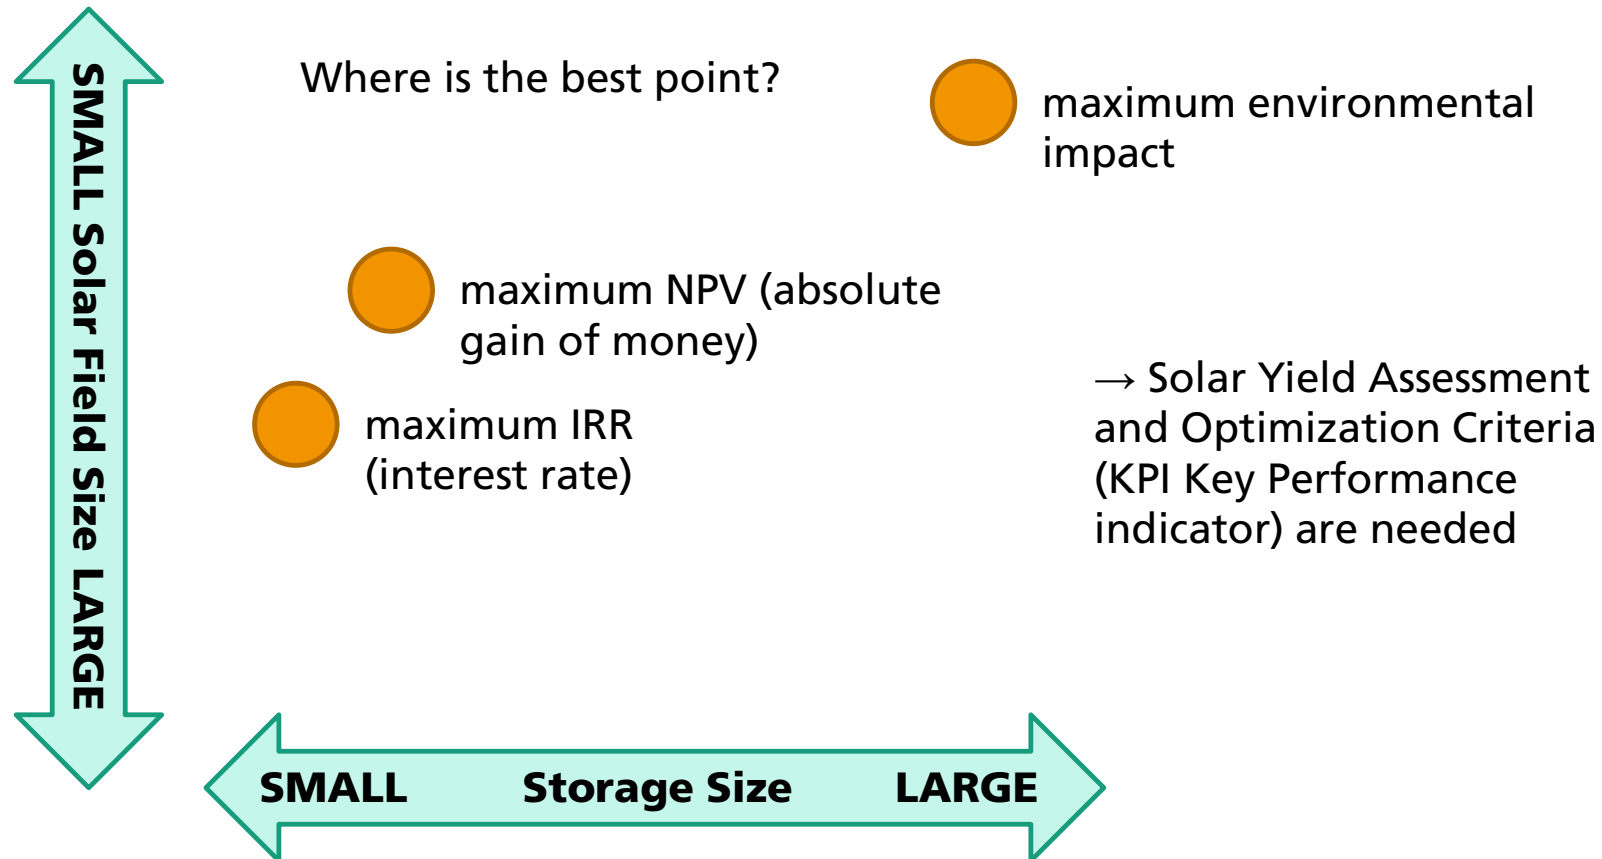 SMALL Solar Field Size LARGE
Where is the best point?
maximum environmental
impact
maximum NPV (absolute
gain of money)
maximum IRR
(interest rate)
→ Solar Yield Assessment
and Optimization Criteria
(KPI Key Performance
indicator) are needed
SMALL Storage Size LARGE